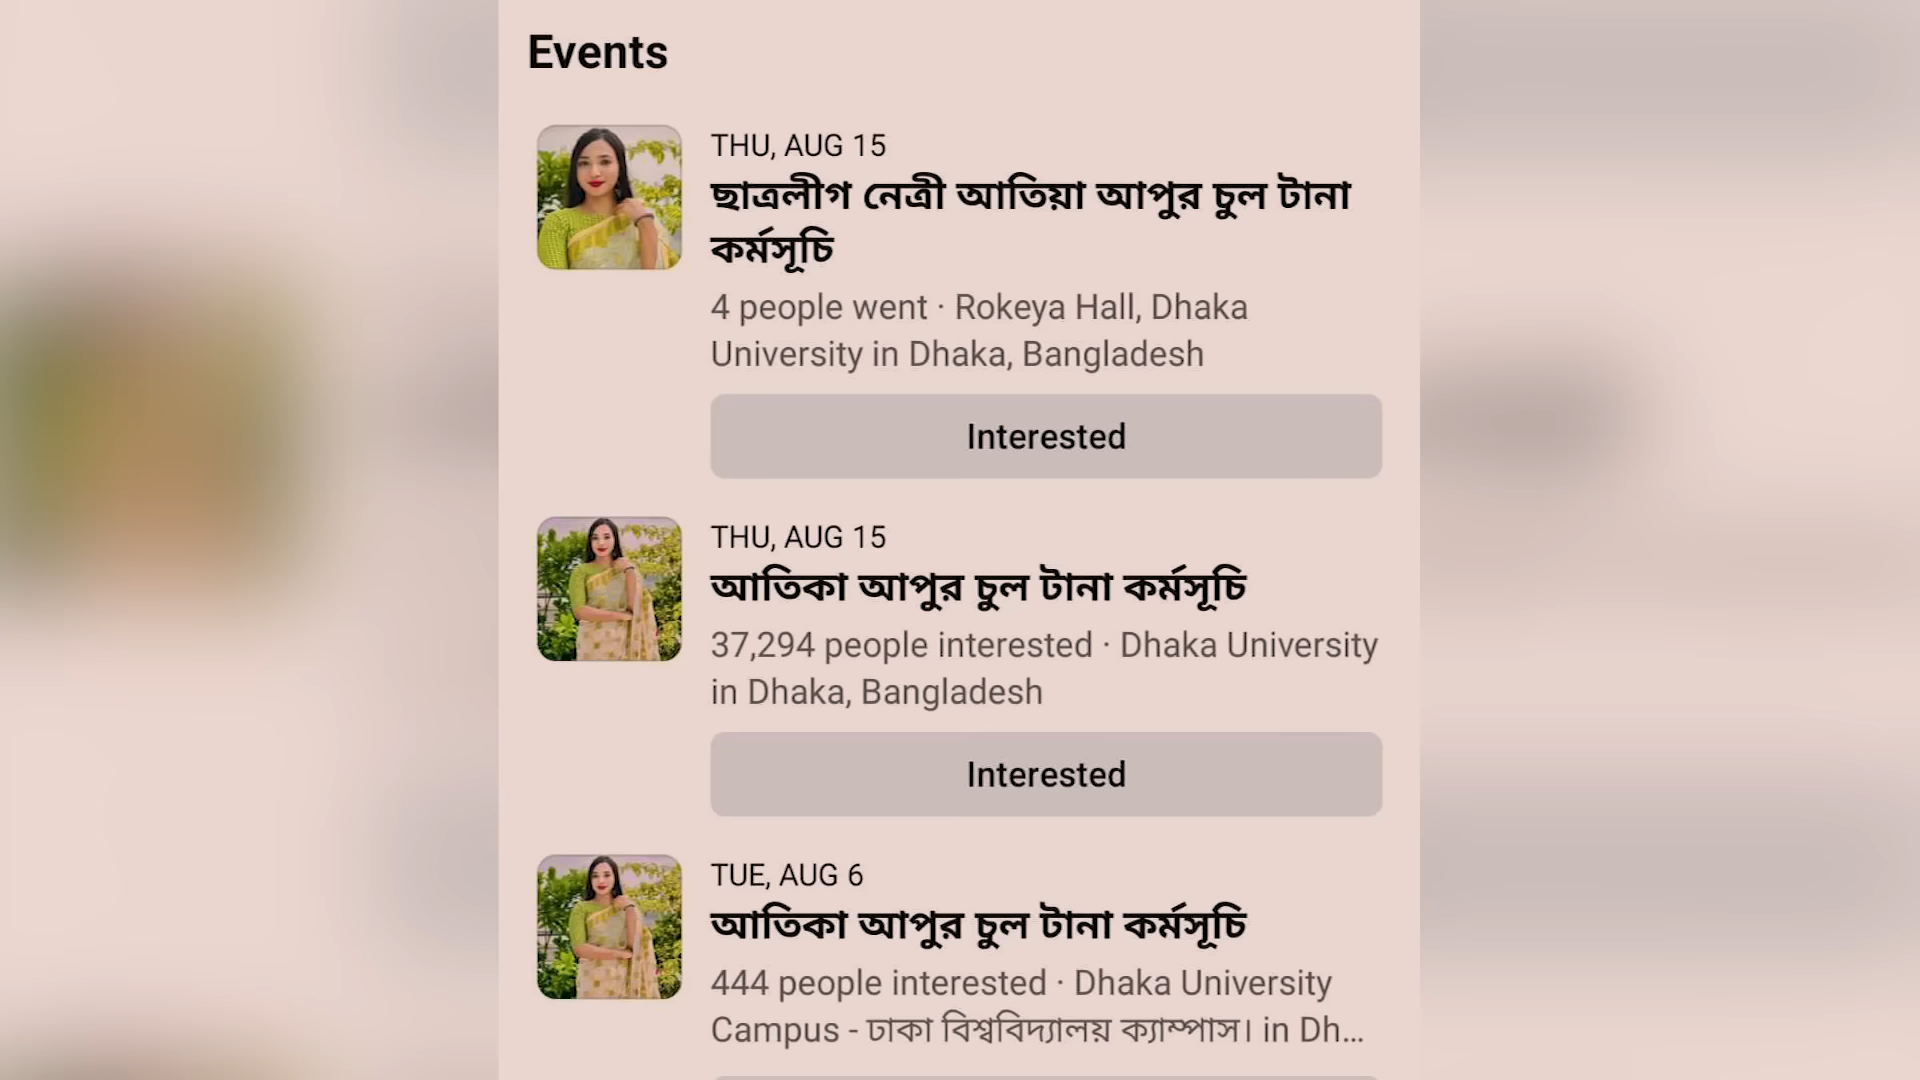 Events
THU, AUG 15
ছাত্রলীগ নেত্রী আতিয়া আপুর চুল টানা
কর্মসূচি
4 people went · Rokeya Hall, Dhaka
University in Dhaka, Bangladesh
Interested
THU, AUG 15
আতিকা আপুর চুল টানা কর্মসূচি
37,294 people interested · Dhaka University
in Dhaka, Bangladesh
Interested
TUE, AUG 6
আতিকা আপুর চুল টানা কর্মসূচি
444 people interested · Dhaka University
Campus - ঢাকা বিশ্ববিদ্যালয় ক্যাম্পাস। in Dh...